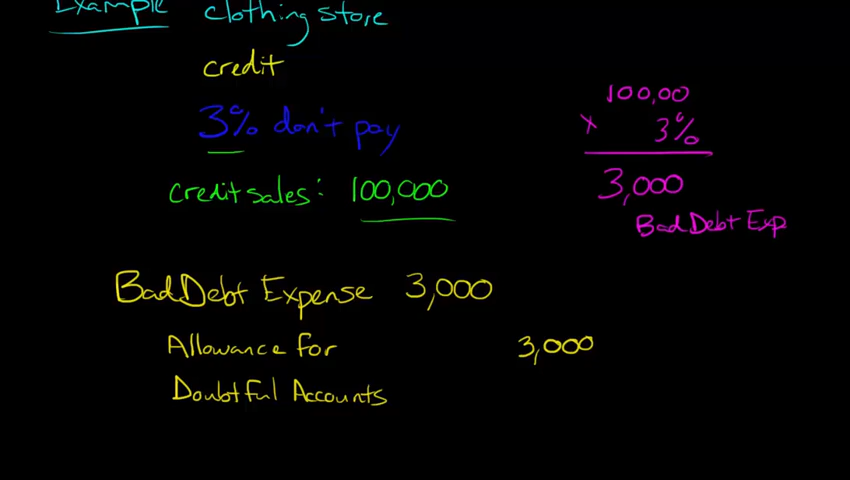 Example clothing store
credit
3% don't pay
credit sales: 100,000
100,00
x 3%
3,000
Bad Debt Exp
Bad Debt Expense 3,000
Allowance for 3,000
Doubtful Accounts